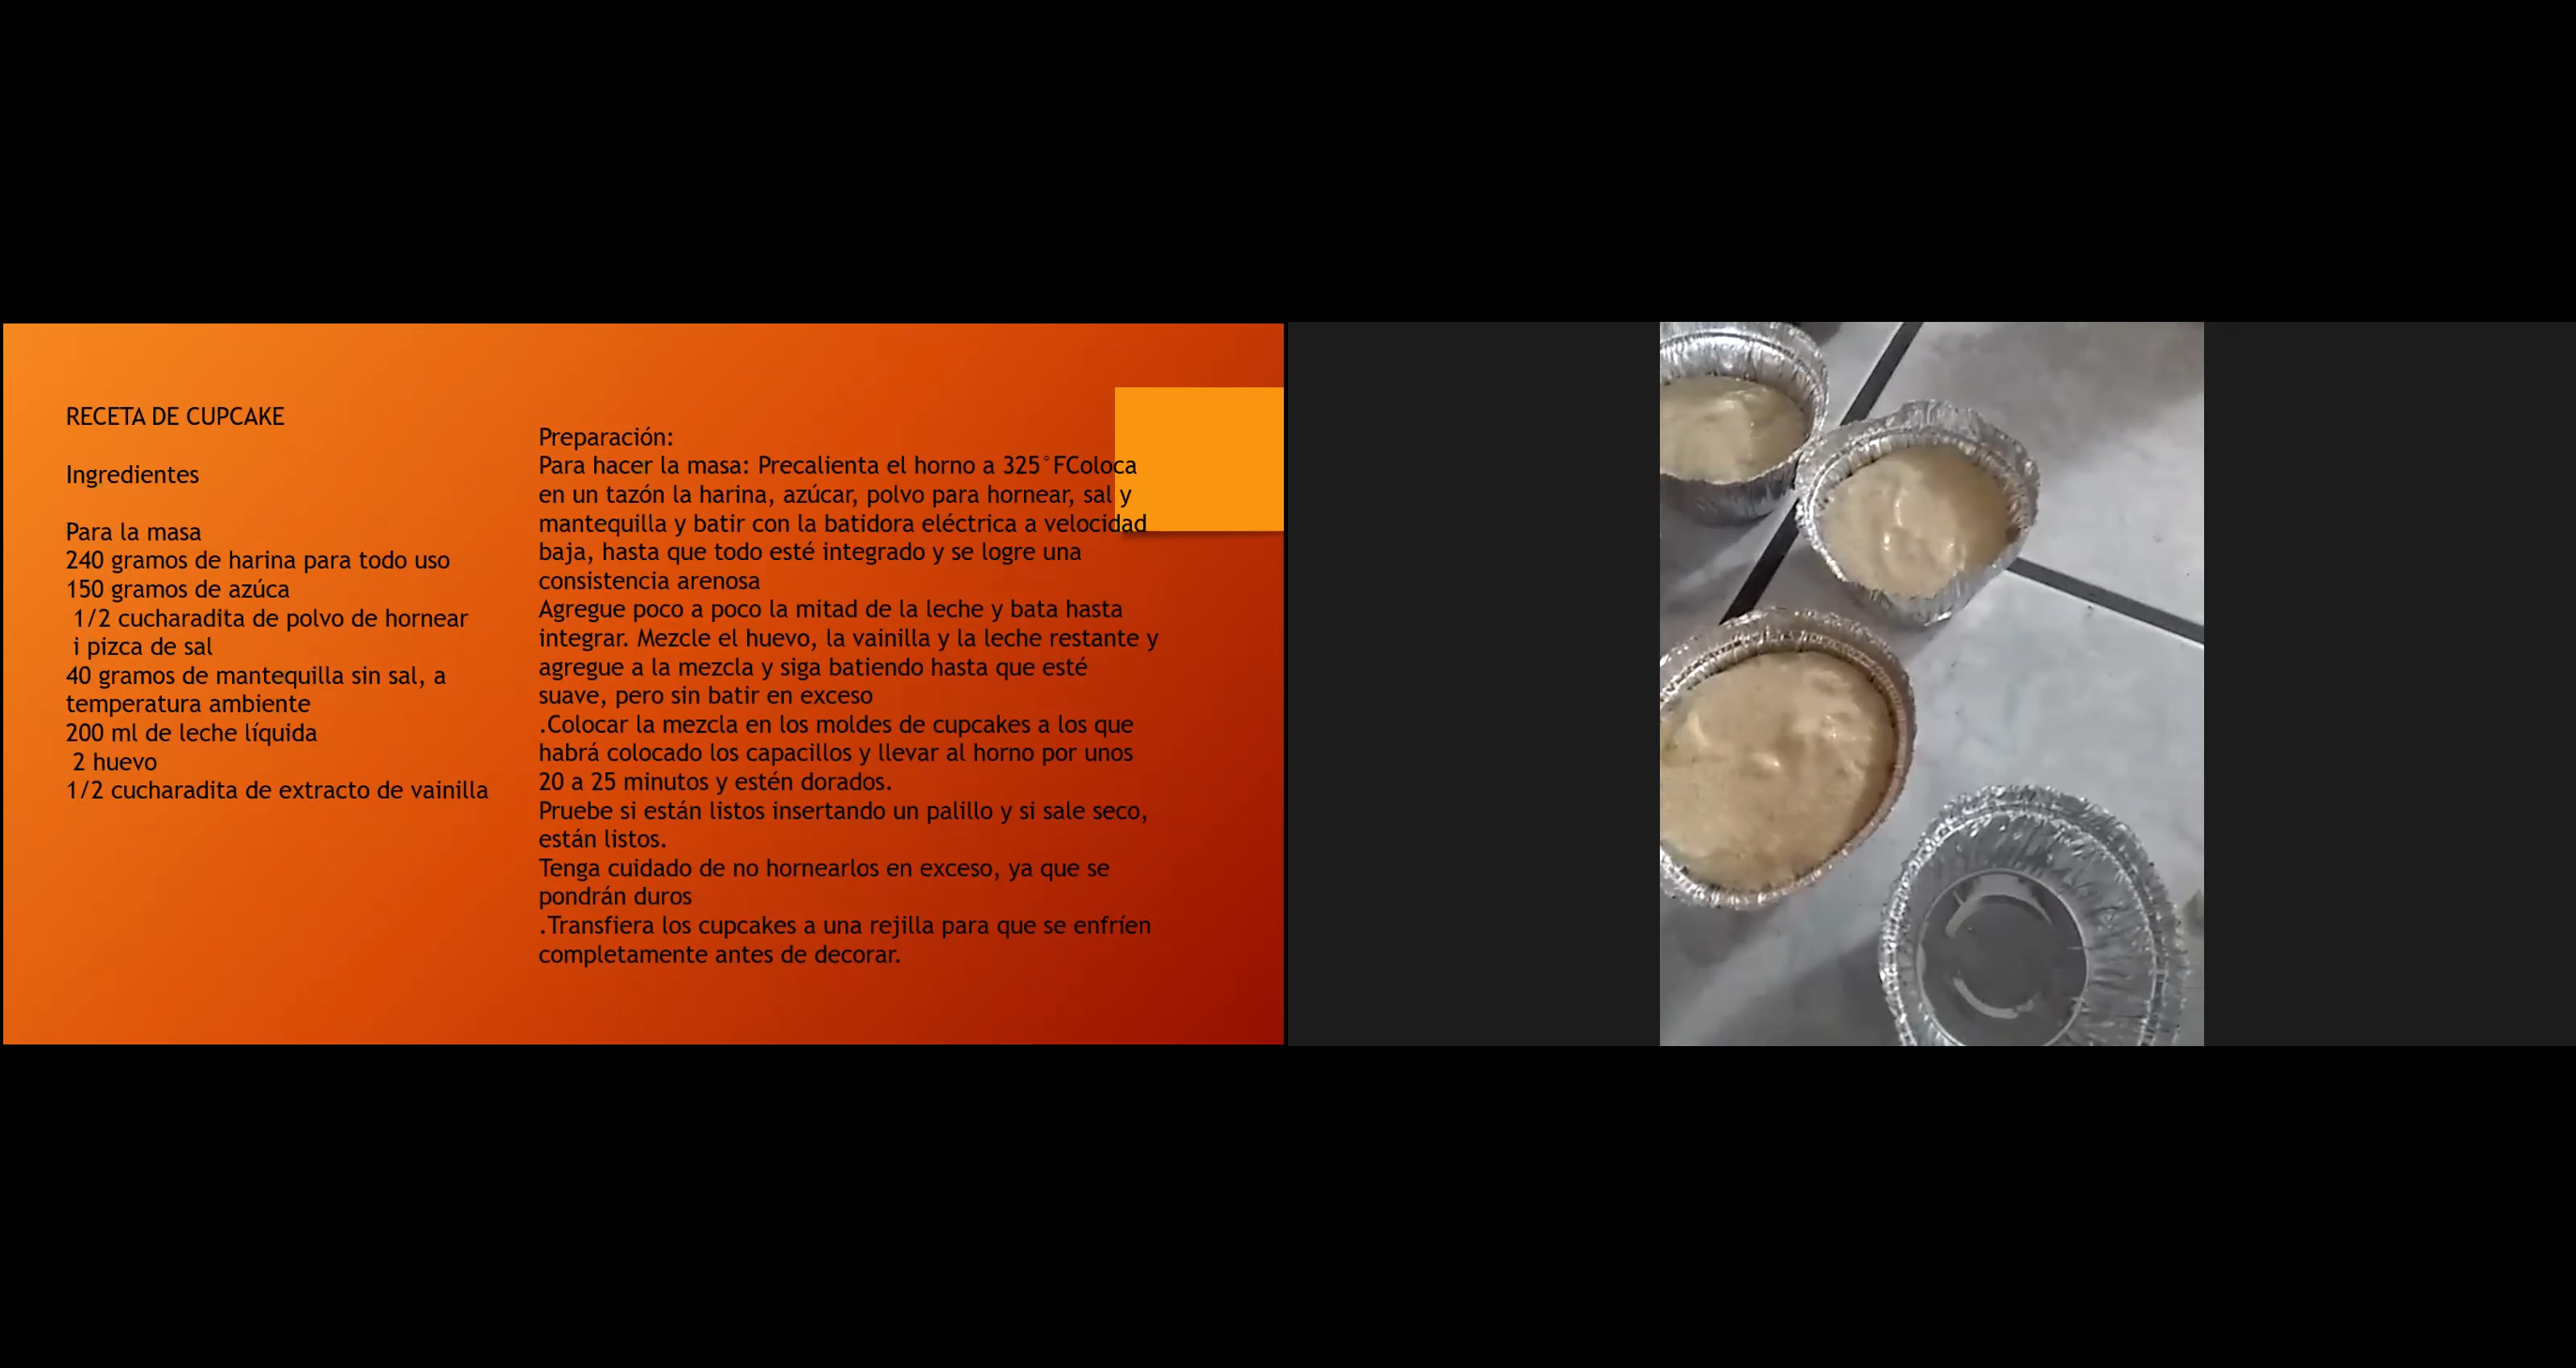 RECETA DE CUPCAKE
Ingredientes
Para la masa
240 gramos de harina para todo uso
150 gramos de azúca
1/2 cucharadita de polvo de hornear
i pizca de sal
40 gramos de mantequilla sin sal, a
temperatura ambiente
200 ml de leche líquida
2 huevo
1/2 cucharadita de extracto de vainilla
Preparación:
Para hacer la masa: Precalienta el horno a 325°FColoca
en un tazón la harina, azúcar, polvo para hornear, sal y
mantequilla y batir con la batidora eléctrica a velocidad
baja, hasta que todo esté integrado y se logre una
consistencia arenosa
Agregue poco a poco la mitad de la leche y bata hasta
integrar. Mezcle el huevo, la vainilla y la leche restante y
agregue a la mezcla y siga batiendo hasta que esté
suave, pero sin batir en exceso
.Colocar la mezcla en los moldes de cupcakes a los que
habrá colocado los capacillos y llevar al horno por unos
20 a 25 minutos y estén dorados.
Pruebe si están listos insertando un palillo y si sale seco,
están listos.
Tenga cuidado de no hornearlos en exceso, ya que se
pondrán duros
.Transfiera los cupcakes a una rejilla para que se enfríen
completamente antes de decorar.